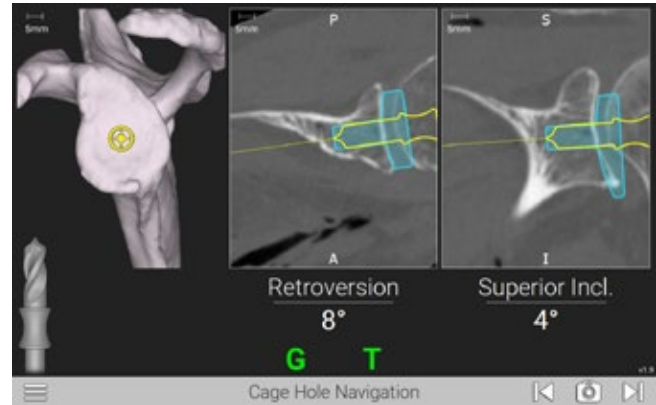 5mm
P
5mm
A
S
5mm
I
Retroversion
8°
Superior Incl.
4°
G T
v1.9
Cage Hole Navigation